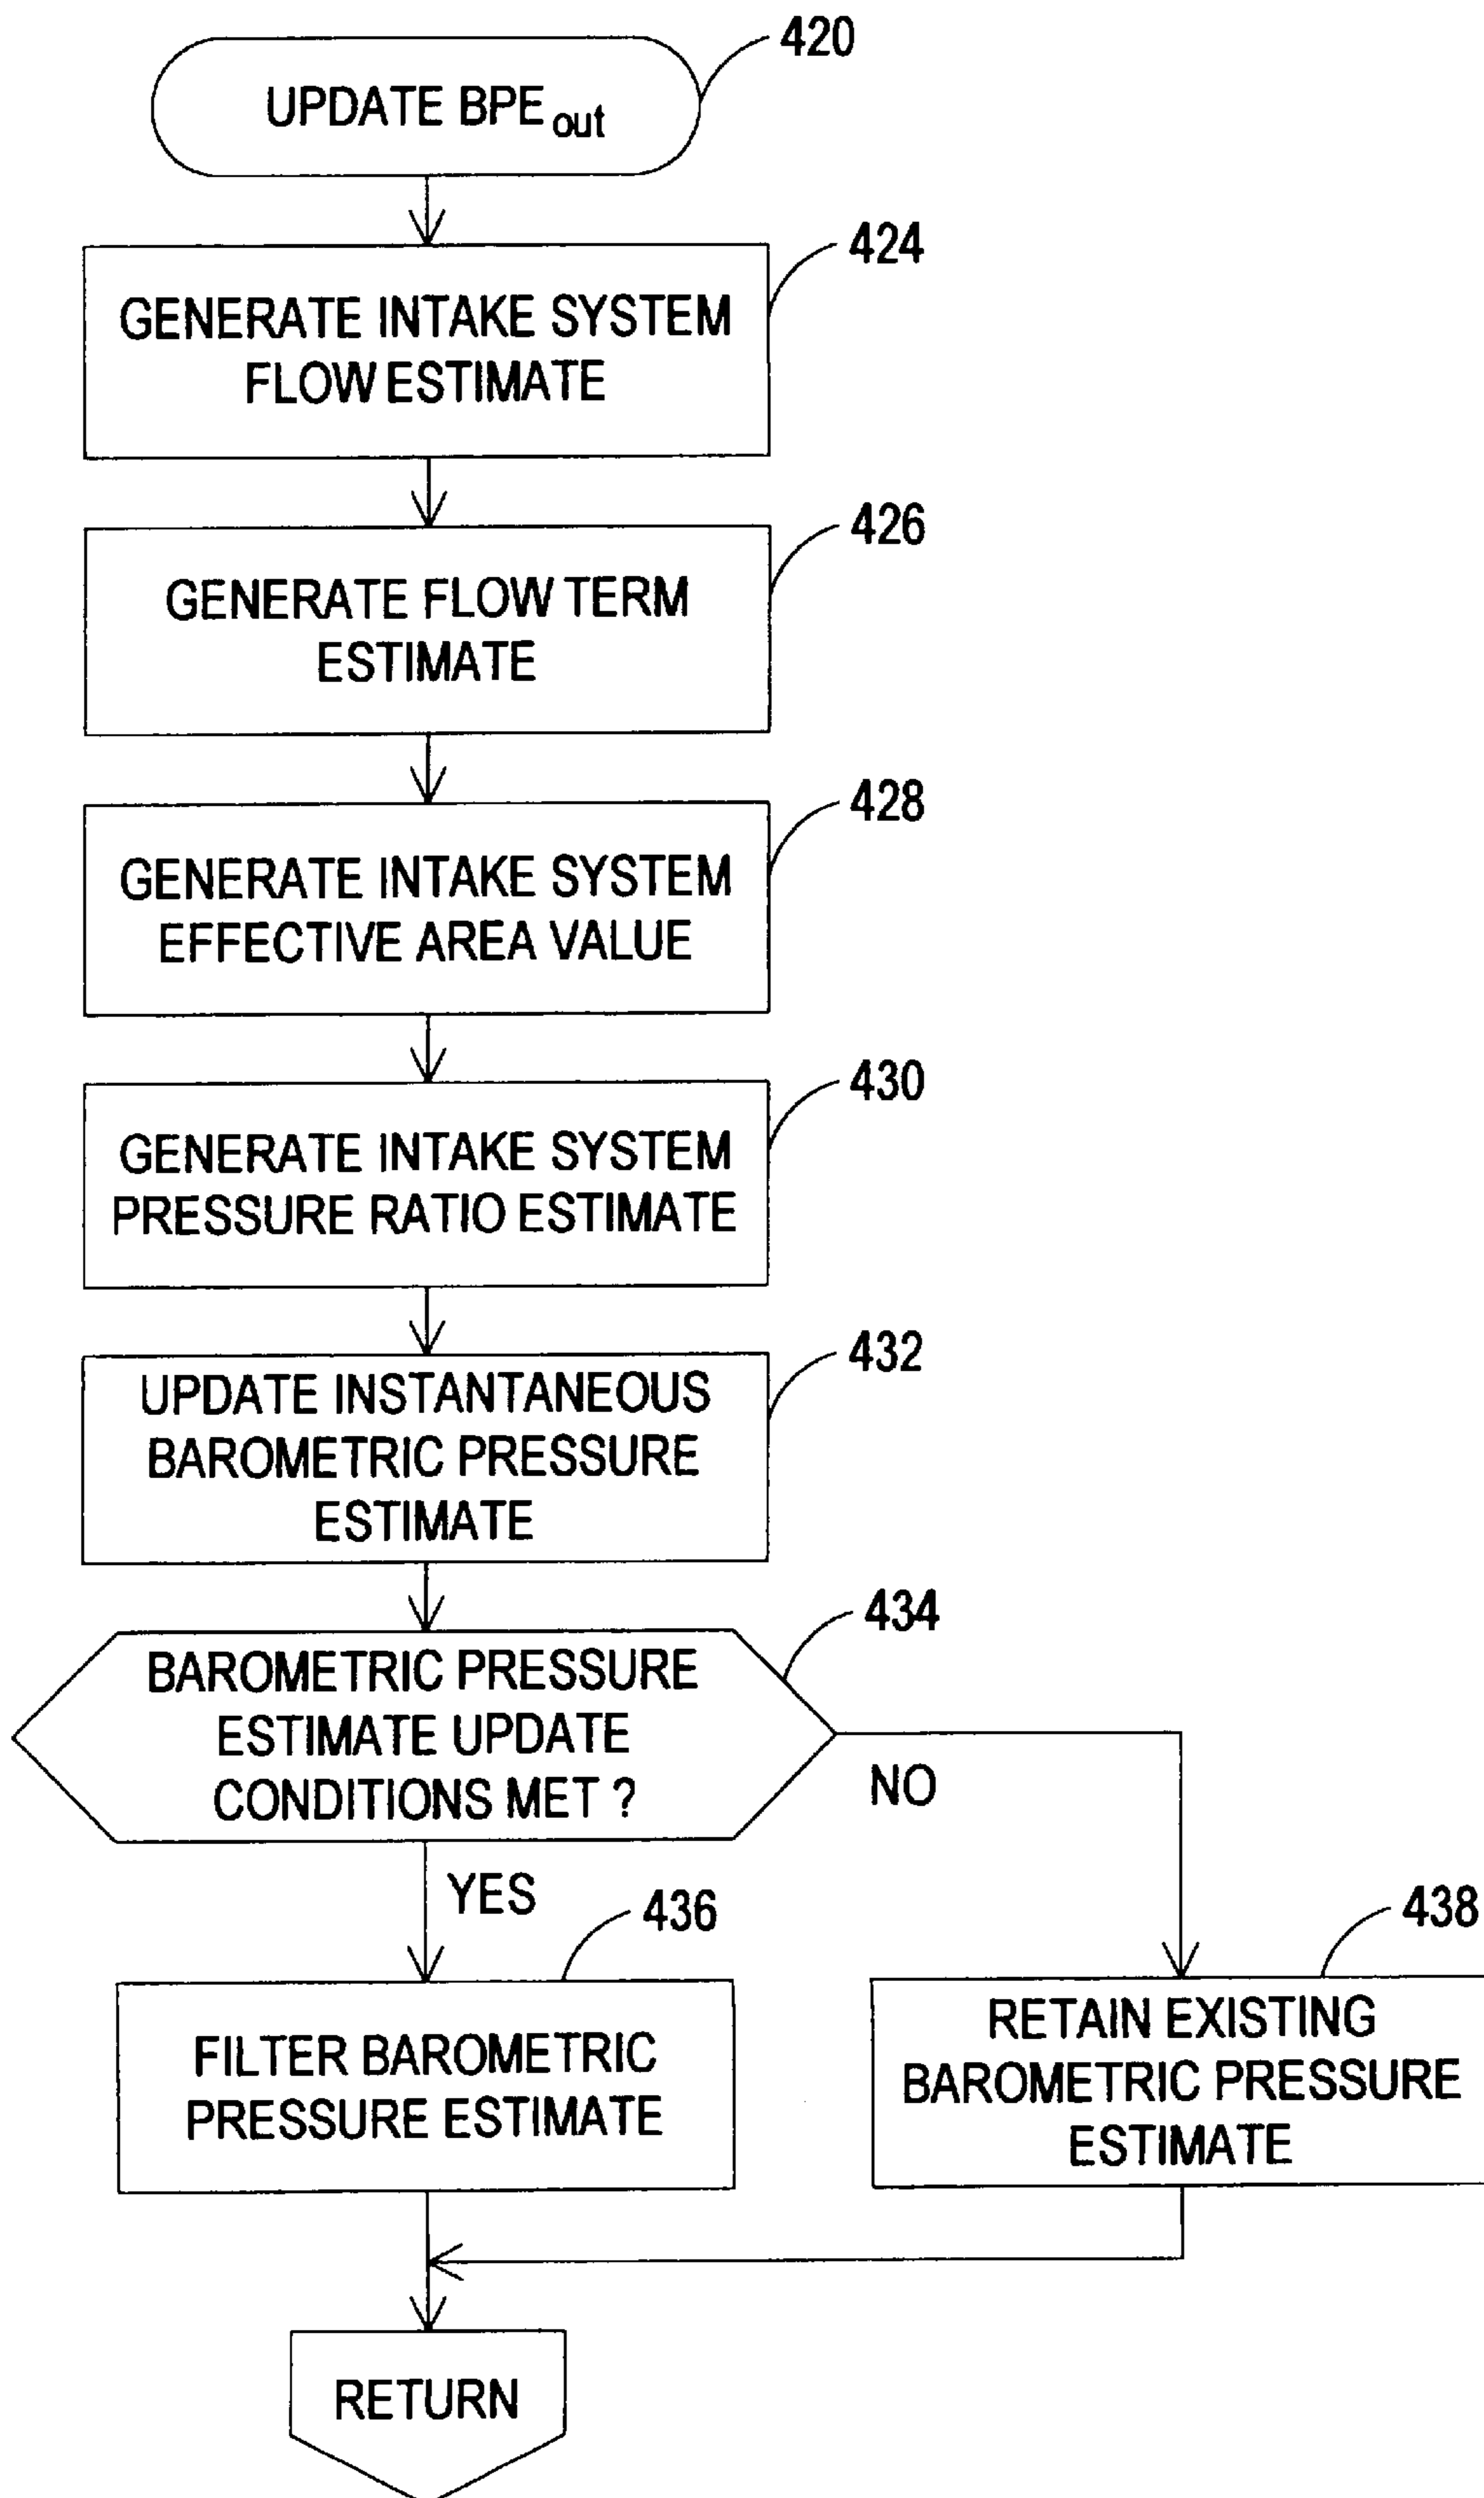 420
UPDATE BPE out
424
GENERATE INTAKE SYSTEM
FLOW ESTIMATE
426
GENERATE FLOW TERM
ESTIMATE
428
GENERATE INTAKE SYSTEM
EFFECTIVE AREA VALUE
430
GENERATE INTAKE SYSTEM
PRESSURE RATIO ESTIMATE
432
UPDATE INSTANTANEOUS
BAROMETRIC PRESSURE
ESTIMATE
434
BAROMETRIC PRESSURE
ESTIMATE UPDATE
CONDITIONS MET ?
NO
YES
436
438
FILTER BAROMETRIC
PRESSURE ESTIMATE
RETAIN EXISTING
BAROMETRIC PRESSURE
ESTIMATE
RETURN